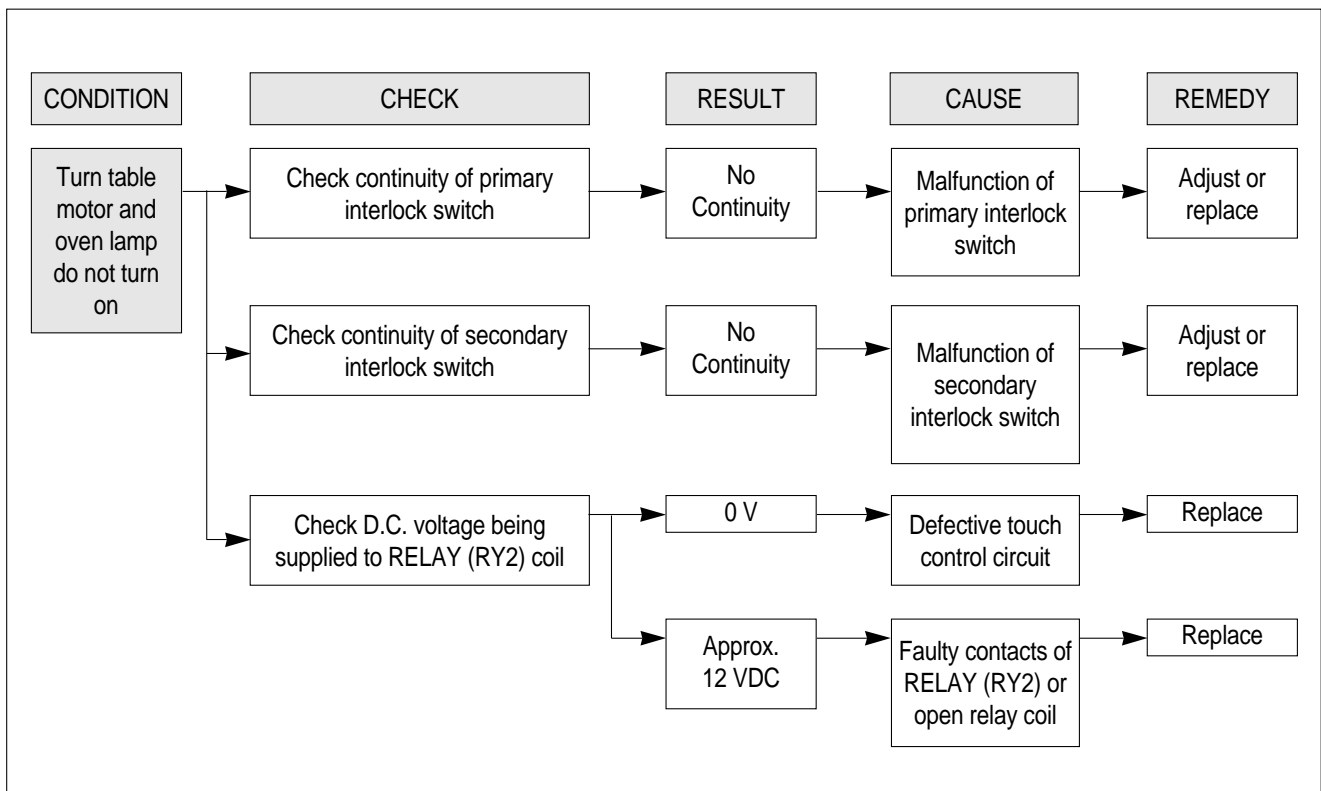 CONDITION
CHECK
RESULT
CAUSE
REMEDY
Turn table
motor and
oven lamp
do not turn
on
Check continuity of primary
interlock switch
No
Continuity
Malfunction of
primary interlock
switch
Adjust or
replace
Check continuity of secondary
interlock switch
No
Continuity
Malfunction of
secondary
interlock switch
Adjust or
replace
Check D.C. voltage being
supplied to RELAY (RY2) coil
0 V
Defective touch
control circuit
Replace
Approx.
12 VDC
Faulty contacts of
RELAY (RY2) or
open relay coil
Replace